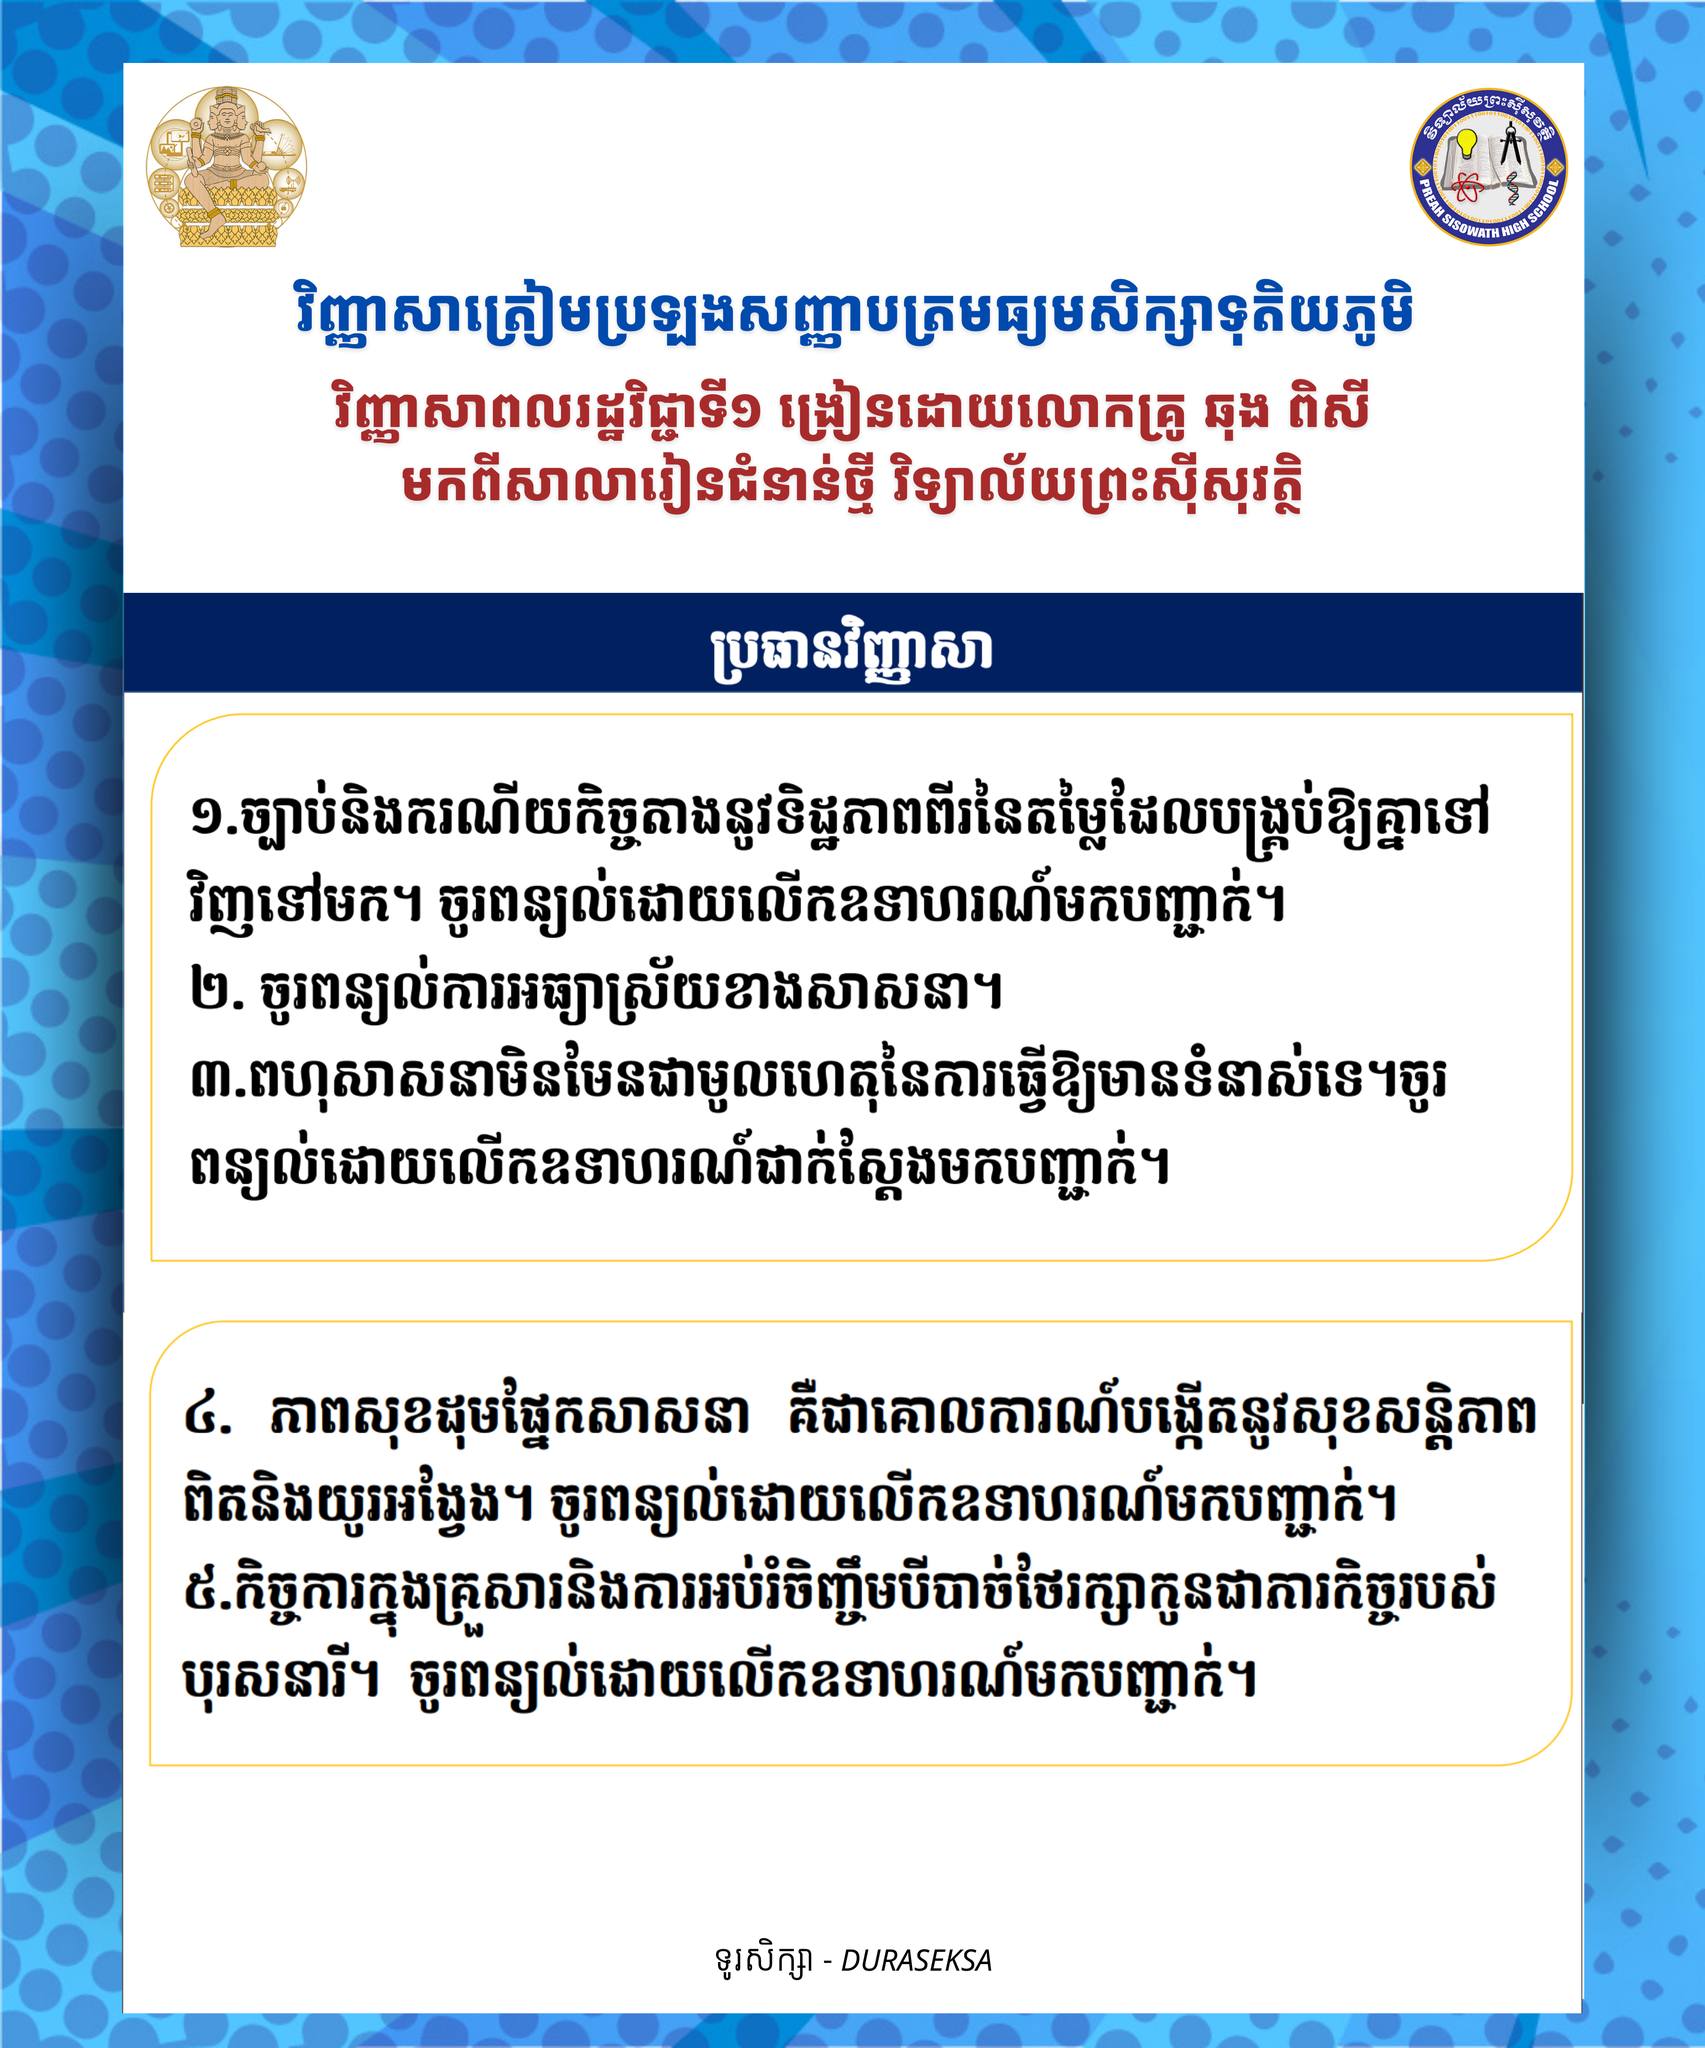 វិទ្យាល័យព្រះស៊ីសុវត្ថិ
PREAH SISOWATH HIGH SCHOOL
វិញ្ញាសាត្រៀមប្រឡងសញ្ញាបត្រមធ្យមសិក្សាទុតិយភូមិ
វិញ្ញាសាពលរដ្ឋវិជ្ជាទី១ ង្រៀនដោយលោកគ្រូ ឆុង ពិសី
មកពីសាលារៀនជំនាន់ថ្មី វិទ្យាល័យព្រះស៊ីសុវត្ថិ
ប្រធានវិញ្ញាសា
១.ច្បាប់និងករណីយកិច្ចតាងនូវទិដ្ឋភាពពីរនៃតម្លៃដែលបង្គ្រប់ឱ្យគ្នាទៅ
វិញទៅមក។ ចូរពន្យល់ដោយលើកឧទាហរណ៍មកបញ្ជាក់។
២. ចូរពន្យល់ការអធ្យាស្រ័យខាងសាសនា។
៣.ពហុសាសនាមិនមែនជាមូលហេតុនៃការធ្វើឱ្យមានទំនាស់ទេ។ចូរ
ពន្យល់ដោយលើកឧទាហរណ៍ជាក់ស្ដែងមកបញ្ជាក់។
៤. ភាពសុខដុមផ្នែកសាសនា គឺជាគោលការណ៍បង្កើតនូវសុខសន្តិភាព
ពិតនិងយូរអង្វែង។ ចូរពន្យល់ដោយលើកឧទាហរណ៍មកបញ្ជាក់។
៥.កិច្ចការក្នុងគ្រួសារនិងការអប់រំចិញ្ចឹមបីបាច់ថែរក្សាកូនជាភារកិច្ចរបស់
បុរសនារី។ ចូរពន្យល់ដោយលើកឧទាហរណ៍មកបញ្ជាក់។
ទូរសិក្សា - DURASEKSA